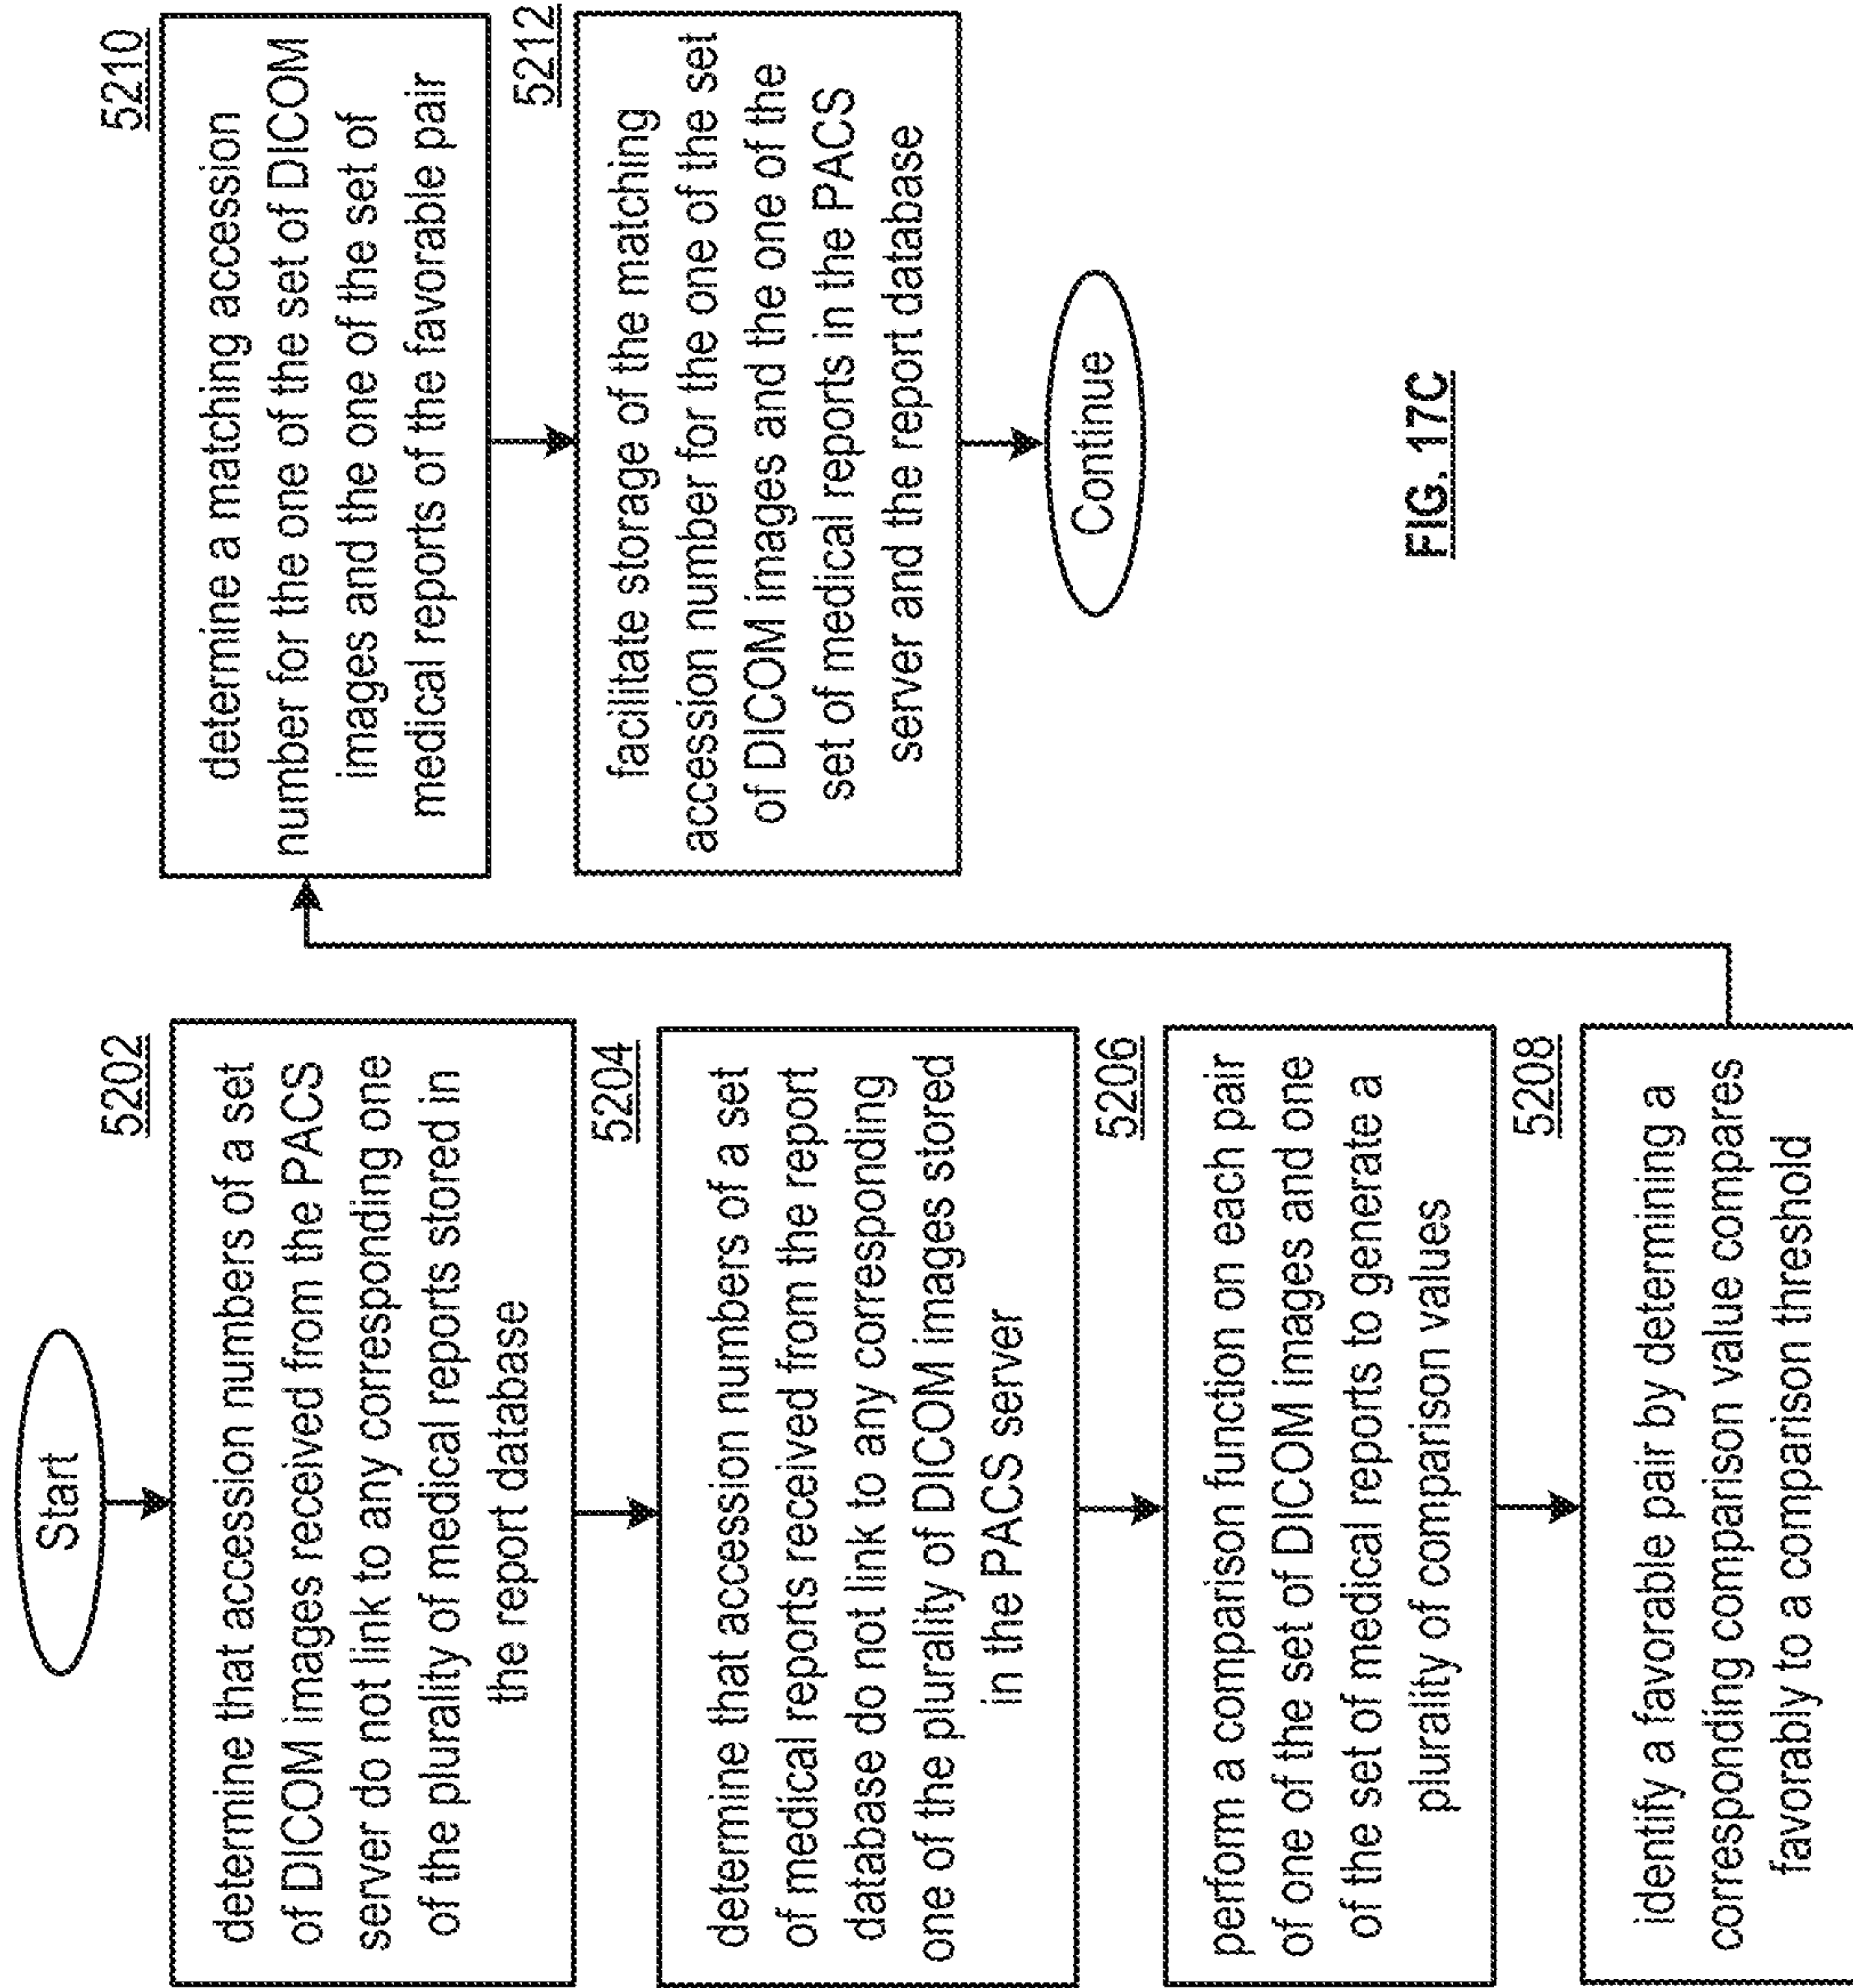 Start
5202
determine that accession numbers of a set
of DICOM images received from the PACS
server do not link to any corresponding one
of the plurality of medical reports stored in
the report database
5204
determine that accession numbers of a set
of medical reports received from the report
database do not link to any corresponding
one of the plurality of DICOM images stored
in the PACS server
5206
perform a comparison function on each pair
of one of the set of DICOM images and one
of the set of medical reports to generate a
plurality of comparison values
5208
identify a favorable pair by determining a
corresponding comparison value compares
favorably to a comparison threshold
5210
determine a matching accession
number for the one of the set of DICOM
images and the one of the set of
medical reports of the favorable pair
5212
facilitate storage of the matching
accession number for the one of the set
of DICOM images and the one of the
set of medical reports in the PACS
server and the report database
Continue
FIG. 17C